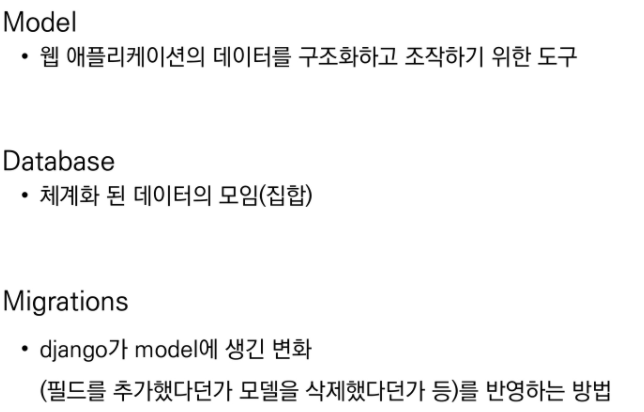 Model
• 웹 애플리케이션의 데이터를 구조화하고 조작하기 위한 도구
Database
• 체계화 된 데이터의 모임(집합)
Migrations
• django가 model에 생긴 변화
(필드를 추가했다던가 모델을 삭제했다던가 등)를 반영하는 방법